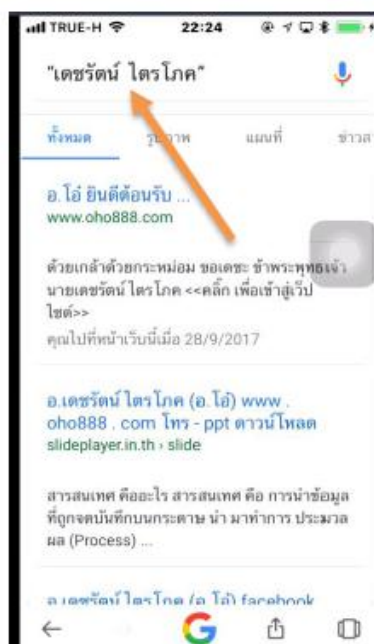 TRUE-H 22:24
"เดชรัตน์ ไตรโภค"
ทั้งหมด รูปภาพ แผนที่ ข่าวส
อ. โอ๋ ยินดีต้อนรับ ...
www.oho888.com
ด้วยเกล้าด้วยกระหม่อม ขอเดชะ ข้าพระพุทธเจ้า
นายเดชรัตน์ ไตรโภค <<คลิ๊ก เพื่อเข้าสู่เว็ป
ไซต์>>
คุณไปที่หน้าเว็บนี้เมื่อ 28/9/2017
อ.เดชรัตน์ ไตรโภค (อ.โอ๋) www .
oho888 . com โทร - ppt ดาวน์โหลด
slideplayer.in.th › slide
สารสนเทศ คืออะไร สารสนเทศ คือ การนำข้อมูล
ที่ถูกจดบันทึกบนกระดาษ นำ มาทำการ ประมวล
ผล (Process) ...
อ.เดชรัตน์ ไตรโภค (อ.โอ๋) facebook